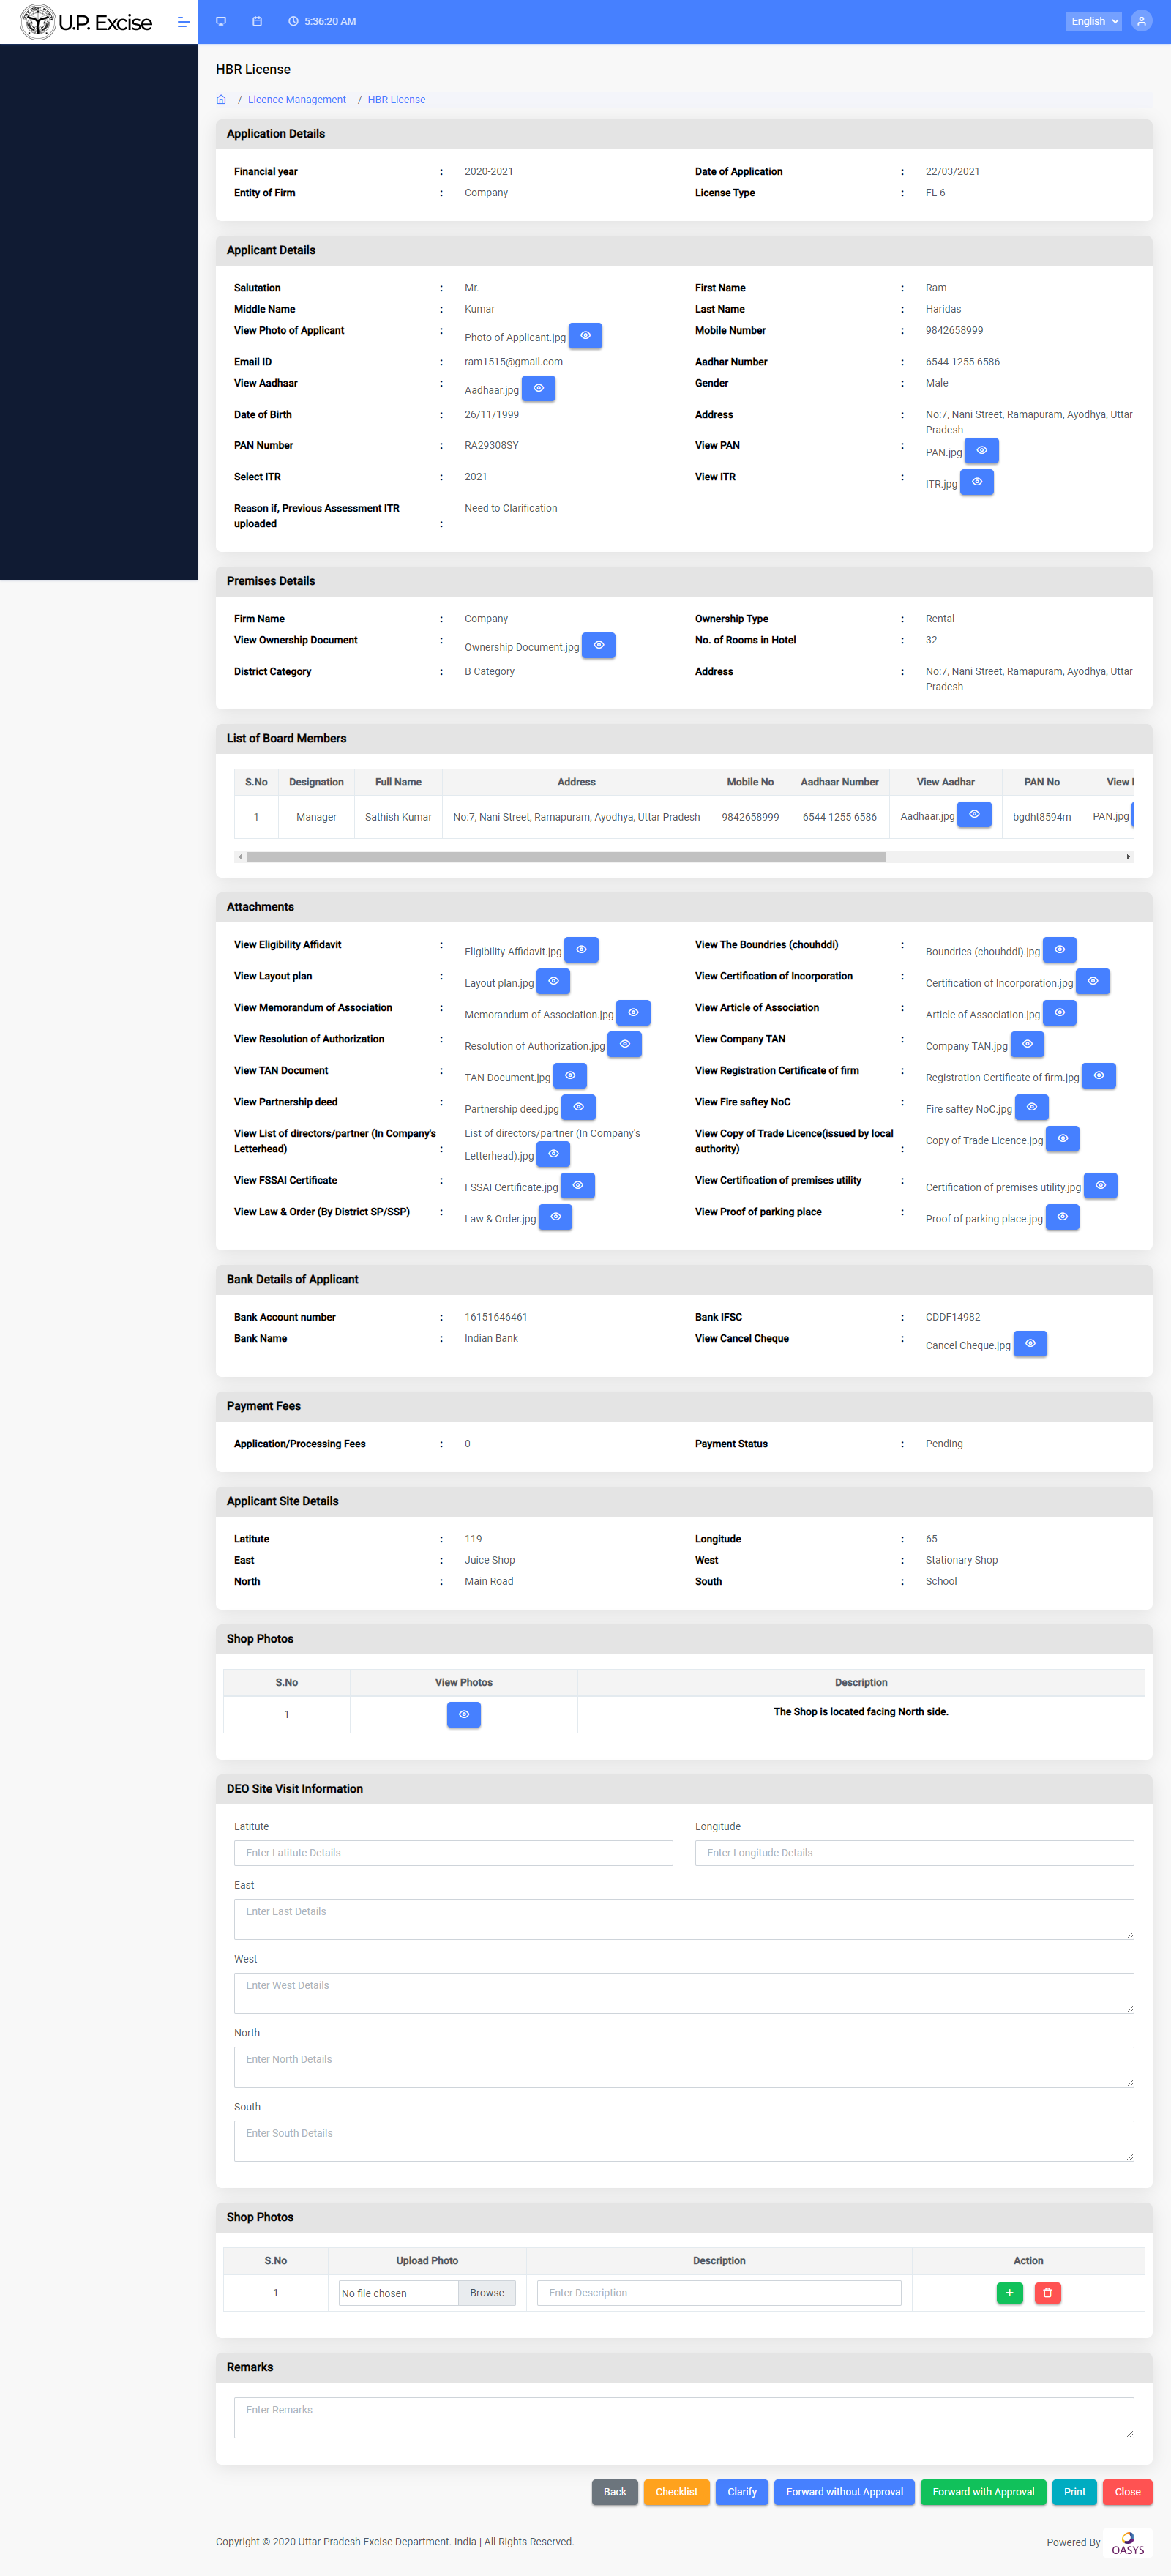 U.P. Excise
5:36:20 AM
English
HBR License
/ Licence Management / HBR License
Application Details
Financial year : 2020-2021 Date of Application : 22/03/2021
Entity of Firm : Company License Type : FL 6
Applicant Details
Salutation : Mr. First Name : Ram
Middle Name : Kumar Last Name : Haridas
View Photo of Applicant : Photo of Applicant.jpg Mobile Number : 9842658999
Email ID : ram1515@gmail.com Aadhar Number : 6544 1255 6586
View Aadhaar : Aadhaar.jpg Gender : Male
Date of Birth : 26/11/1999 Address : No:7, Nani Street, Ramapuram, Ayodhya, Uttar
Pradesh
PAN Number : RA29308SY View PAN : PAN.jpg
Select ITR : 2021 View ITR : ITR.jpg
Reason if, Previous Assessment ITR Need to Clarification
uploaded :
Premises Details
Firm Name : Company Ownership Type : Rental
View Ownership Document : Ownership Document.jpg No. of Rooms in Hotel : 32
District Category : B Category Address : No:7, Nani Street, Ramapuram, Ayodhya, Uttar
Pradesh
List of Board Members
S.No Designation Full Name Address Mobile No Aadhaar Number View Aadhar PAN No View
1 Manager Sathish Kumar No:7, Nani Street, Ramapuram, Ayodhya, Uttar Pradesh 9842658999 6544 1255 6586 Aadhaar.jpg bgdht8594m PAN.jpg
Attachments
View Eligibility Affidavit : Eligibility Affidavit.jpg View The Boundries (chouhddi) : Boundries (chouhddi).jpg
View Layout plan : Layout plan.jpg View Certification of Incorporation : Certification of Incorporation.jpg
View Memorandum of Association : Memorandum of Association.jpg View Article of Association : Article of Association.jpg
View Resolution of Authorization : Resolution of Authorization.jpg View Company TAN : Company TAN.jpg
View TAN Document : TAN Document.jpg View Registration Certificate of firm : Registration Certificate of firm.jpg
View Partnership deed : Partnership deed.jpg View Fire saftey NoC : Fire saftey NoC.jpg
View List of directors/partner (In Company's List of directors/partner (In Company's View Copy of Trade Licence(issued by local Copy of Trade Licence.jpg
Letterhead) : Letterhead).jpg authority) :
View FSSAI Certificate : FSSAI Certificate.jpg View Certification of premises utility : Certification of premises utility.jpg
View Law & Order (By District SP/SSP) : Law & Order.jpg View Proof of parking place : Proof of parking place.jpg
Bank Details of Applicant
Bank Account number : 16151646461 Bank IFSC : CDDF14982
Bank Name : Indian Bank View Cancel Cheque : Cancel Cheque.jpg
Payment Fees
Application/Processing Fees : 0 Payment Status : Pending
Applicant Site Details
Latitute : 119 Longitude : 65
East : Juice Shop West : Stationary Shop
North : Main Road South : School
Shop Photos
S.No View Photos Description
1 The Shop is located facing North side.
DEO Site Visit Information
Latitute Longitude
Enter Latitute Details Enter Longitude Details
East
Enter East Details
West
Enter West Details
North
Enter North Details
South
Enter South Details
Shop Photos
S.No Upload Photo Description Action
1 No file chosen Browse Enter Description +
Remarks
Enter Remarks
Back Checklist Clarify Forward without Approval Forward with Approval Print Close
Copyright © 2020 Uttar Pradesh Excise Department. India | All Rights Reserved. Powered By OASYS